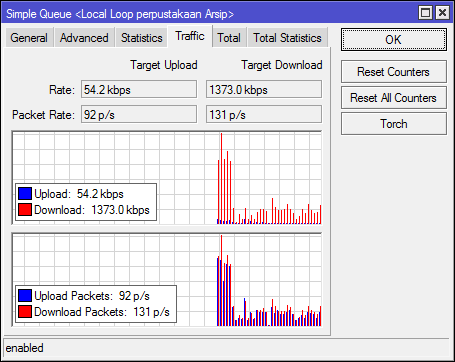 Simple Queue <Local Loop perpustakaan Arsip>
General Advanced Statistics Traffic Total Total Statistics
Target Upload Target Download
Rate: 54.2 kbps 1373.0 kbps
Packet Rate: 92 p/s 131 p/s
Upload: 54.2 kbps
Download: 1373.0 kbps
Upload Packets: 92 p/s
Download Packets: 131 p/s
OK
Reset Counters
Reset All Counters
Torch
enabled